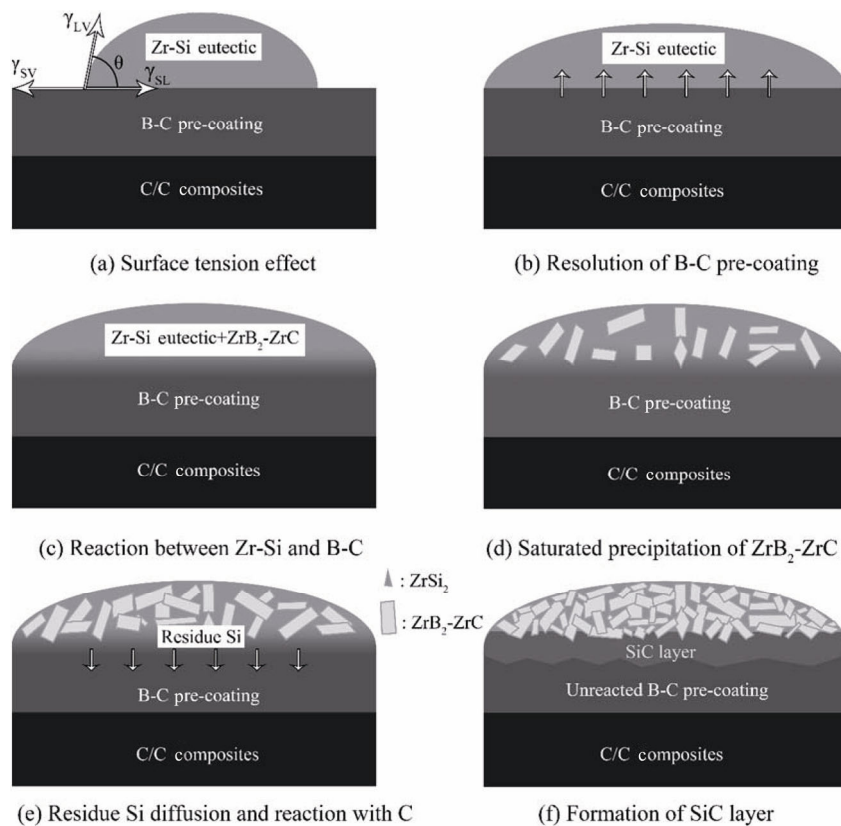 γLV
Zr-Si eutectic
γSV
θ
γSL
B-C pre-coating
C/C composites
(a) Surface tension effect
Zr-Si eutectic
B-C pre-coating
C/C composites
(b) Resolution of B-C pre-coating
Zr-Si eutectic+ZrB₂-ZrC
B-C pre-coating
C/C composites
(c) Reaction between Zr-Si and B-C
B-C pre-coating
C/C composites
(d) Saturated precipitation of ZrB₂-ZrC
: ZrSi₂
: ZrB₂-ZrC
Residue Si
B-C pre-coating
C/C composites
(e) Residue Si diffusion and reaction with C
SiC layer
Unreacted B-C pre-coating
C/C composites
(f) Formation of SiC layer